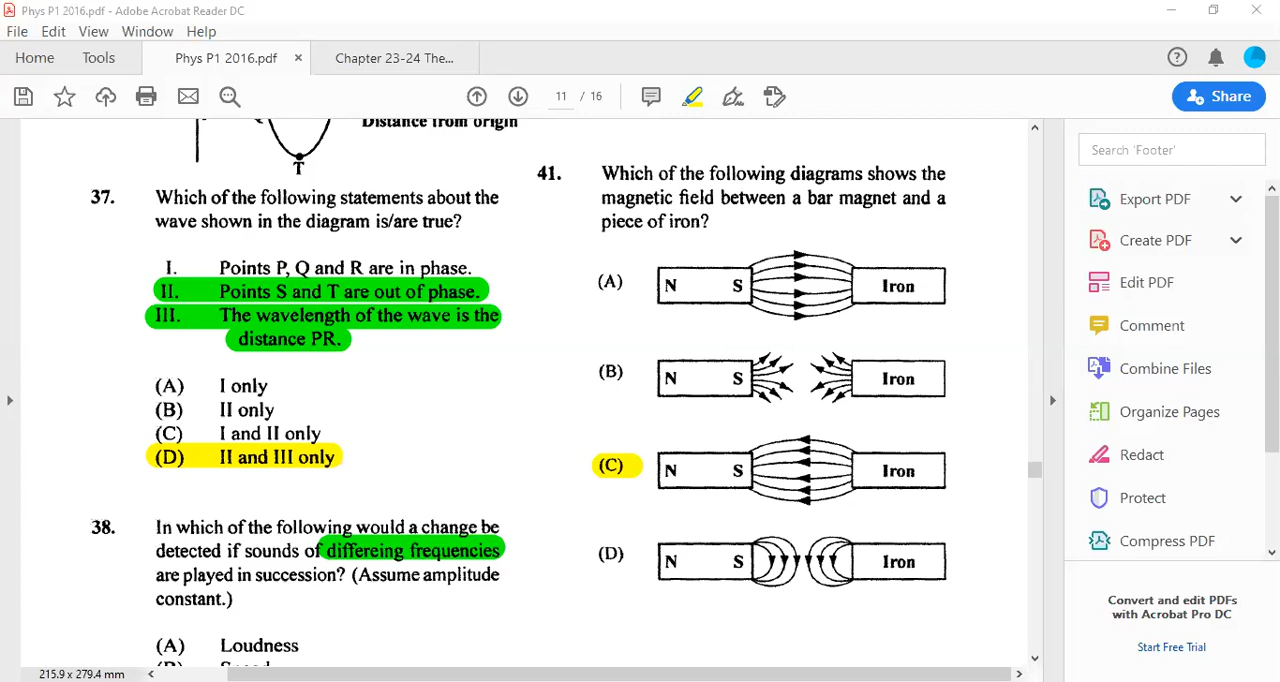 Phys P1 2016.pdf - Adobe Acrobat Reader DC
File Edit View Window Help
Home Tools Phys P1 2016.pdf × Chapter 23-24 The...
11 / 16
Share
Distance from origin
T
37. Which of the following statements about the
wave shown in the diagram is/are true?
I. Points P, Q and R are in phase.
II. Points S and T are out of phase.
III. The wavelength of the wave is the
distance PR.
(A) I only
(B) II only
(C) I and II only
(D) II and III only
38. In which of the following would a change be
detected if sounds of differeing frequencies
are played in succession? (Assume amplitude
constant.)
(A) Loudness
41. Which of the following diagrams shows the
magnetic field between a bar magnet and a
piece of iron?
(A) N S Iron
(B) N S Iron
(C) N S Iron
(D) N S Iron
215.9 x 279.4 mm
Search 'Footer'
Export PDF
Create PDF
Edit PDF
Comment
Combine Files
Organize Pages
Redact
Protect
Compress PDF
Convert and edit PDFs
with Acrobat Pro DC
Start Free Trial